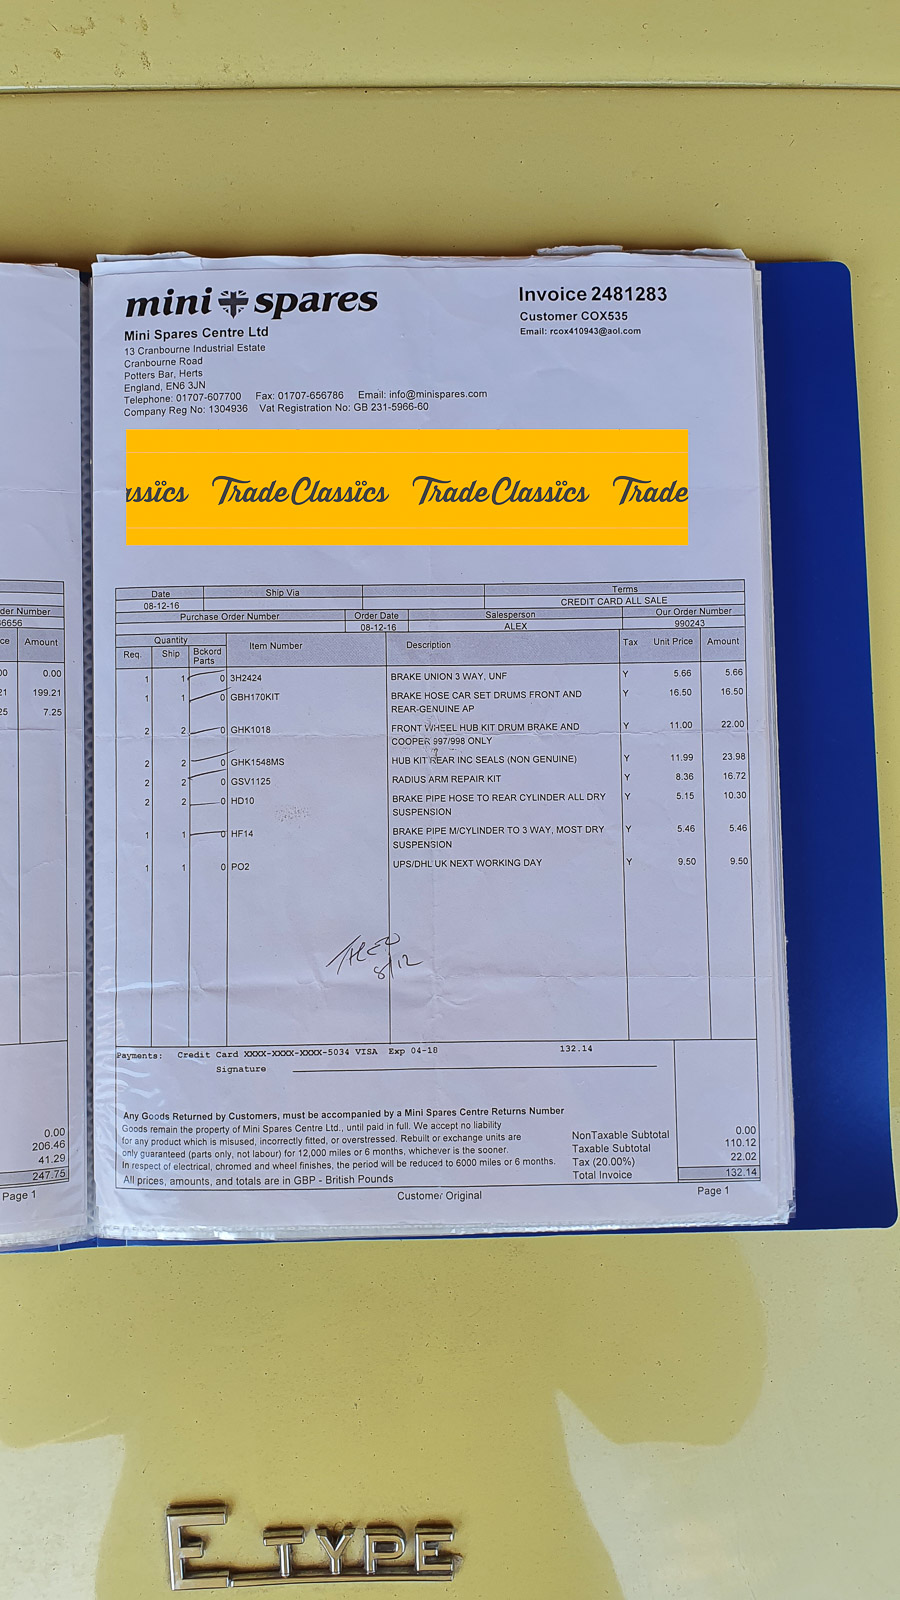 mini spares
Invoice 2481283
Customer COX535
Email: rcox410943@aol.com
Mini Spares Centre Ltd
13 Cranbourne Industrial Estate
Cranbourne Road
Potters Bar, Herts
England, EN6 3JN
Telephone: 01707-607700 Fax: 01707-656786 Email: info@minispares.com
Company Reg No: 1304936 Vat Registration No: GB 231-5966-60
assics Trade Classics Trade Classics Trade
Date Ship Via Terms
08-12-16 CREDIT CARD ALL SALE
Purchase Order Number Order Date Salesperson Our Order Number
08-12-16 ALEX 990243
Quantity Item Number Description Tax Unit Price Amount
Req. Ship Bckord Parts
1 1 0 3H2424 BRAKE UNION 3 WAY, UNF Y 5.66 5.66
1 1 0 GBH170KIT BRAKE HOSE CAR SET DRUMS FRONT AND Y 16.50 16.50
REAR-GENUINE AP
2 2 0 GHK1018 FRONT WHEEL HUB KIT DRUM BRAKE AND Y 11.00 22.00
COOPER 997/998 ONLY
2 2 0 GHK1548MS HUB KIT REAR INC SEALS (NON GENUINE) Y 11.99 23.98
2 2 0 GSV1125 RADIUS ARM REPAIR KIT Y 8.36 16.72
2 2 0 HD10 BRAKE PIPE HOSE TO REAR CYLINDER ALL DRY Y 5.15 10.30
SUSPENSION
1 1 0 HF14 BRAKE PIPE M/CYLINDER TO 3 WAY, MOST DRY Y 5.46 5.46
SUSPENSION
1 1 0 PO2 UPS/DHL UK NEXT WORKING DAY Y 9.50 9.50
8/12
Payments: Credit Card XXXX-XXXX-XXXX-5034 VISA Exp 04-18 132.14
Signature
Any Goods Returned by Customers, must be accompanied by a Mini Spares Centre Returns Number
Goods remain the property of Mini Spares Centre Ltd., until paid in full. We accept no liability
for any product which is misused, incorrectly fitted, or overstressed. Rebuilt or exchange units are
only guaranteed (parts only, not labour) for 12,000 miles or 6 months, whichever is the sooner.
In respect of electrical, chromed and wheel finishes, the period will be reduced to 6000 miles or 6 months.
All prices, amounts, and totals are in GBP - British Pounds
NonTaxable Subtotal 0.00
Taxable Subtotal 110.12
Tax (20.00%) 22.02
Total Invoice 132.14
Customer Original
Page 1
der Number
6656
ce Amount
00 0.00
21 199.21
25 7.25
0.00
206.46
41.29
247.75
Page 1
E TYPE